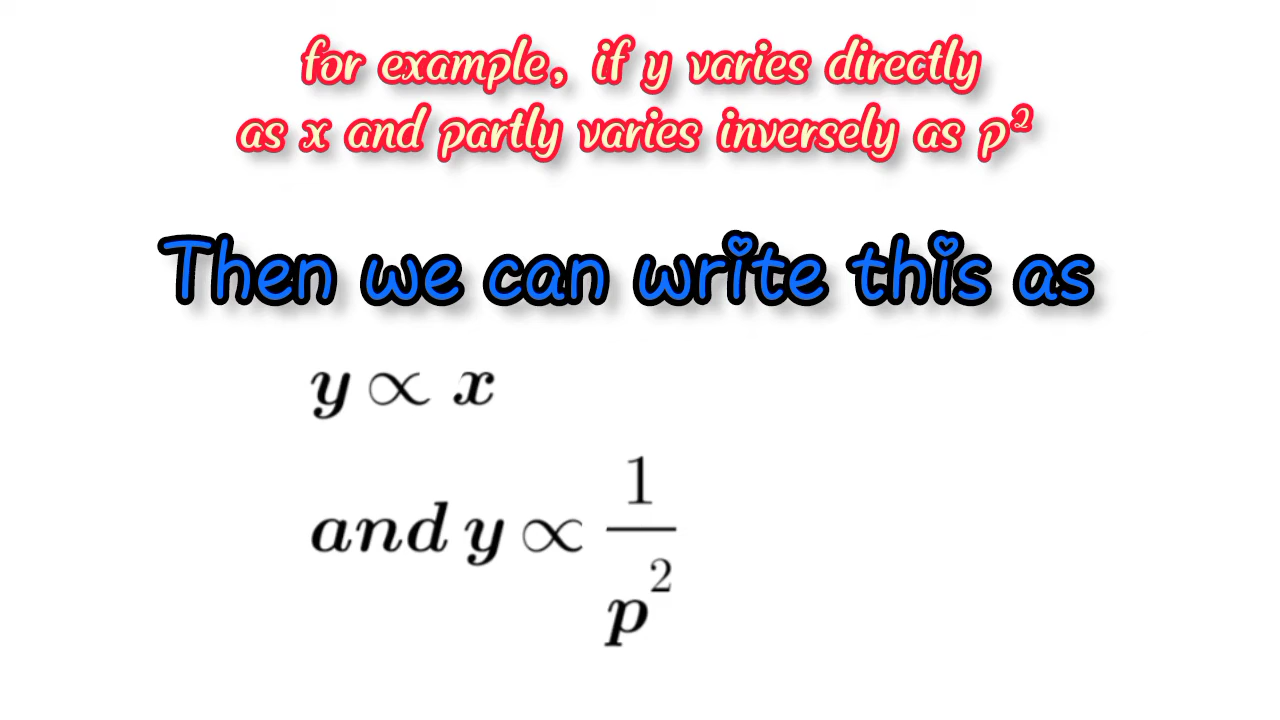 for example, if y varies directly
as x and partly varies inversely as p²
Then we can write this as
y ∝ x
and y ∝ 1/p²